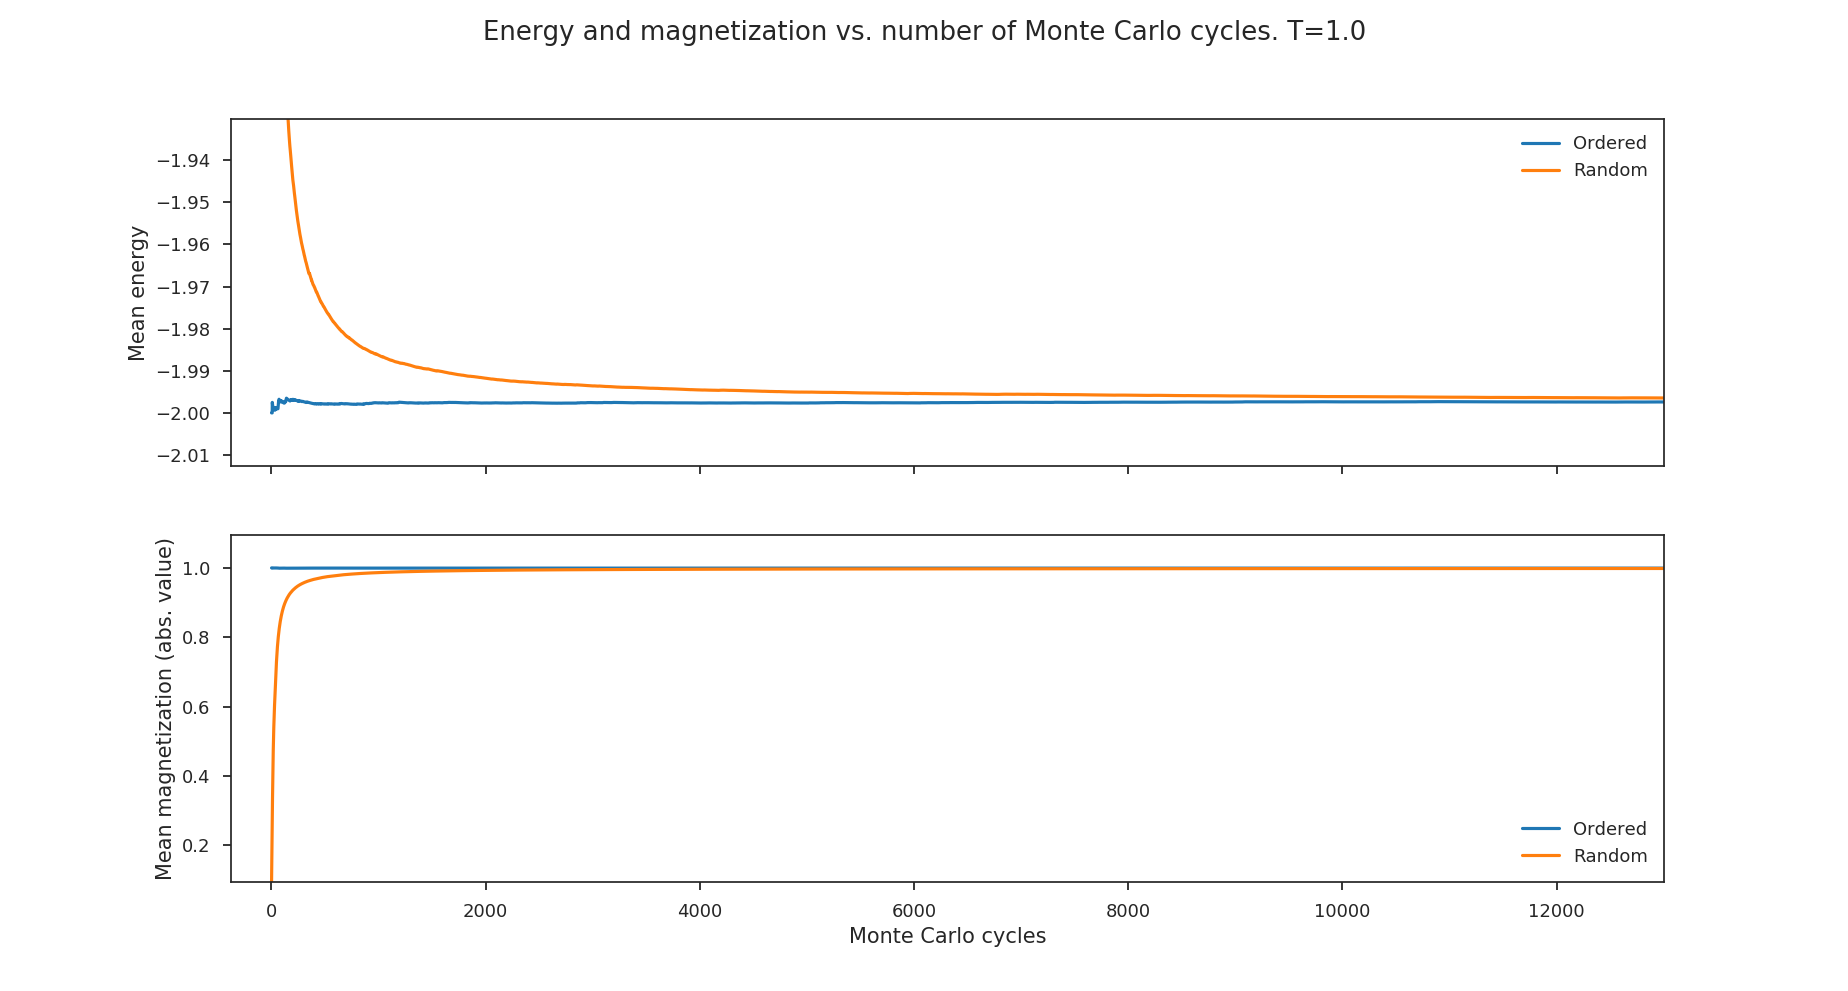 Energy and magnetization vs. number of Monte Carlo cycles. T=1.0
Mean energy
−1.94
−1.95
−1.96
−1.97
−1.98
−1.99
−2.00
−2.01
Ordered
Random
Mean magnetization (abs. value)
1.0
0.8
0.6
0.4
0.2
Ordered
Random
0 2000 4000 6000 8000 10000 12000
Monte Carlo cycles